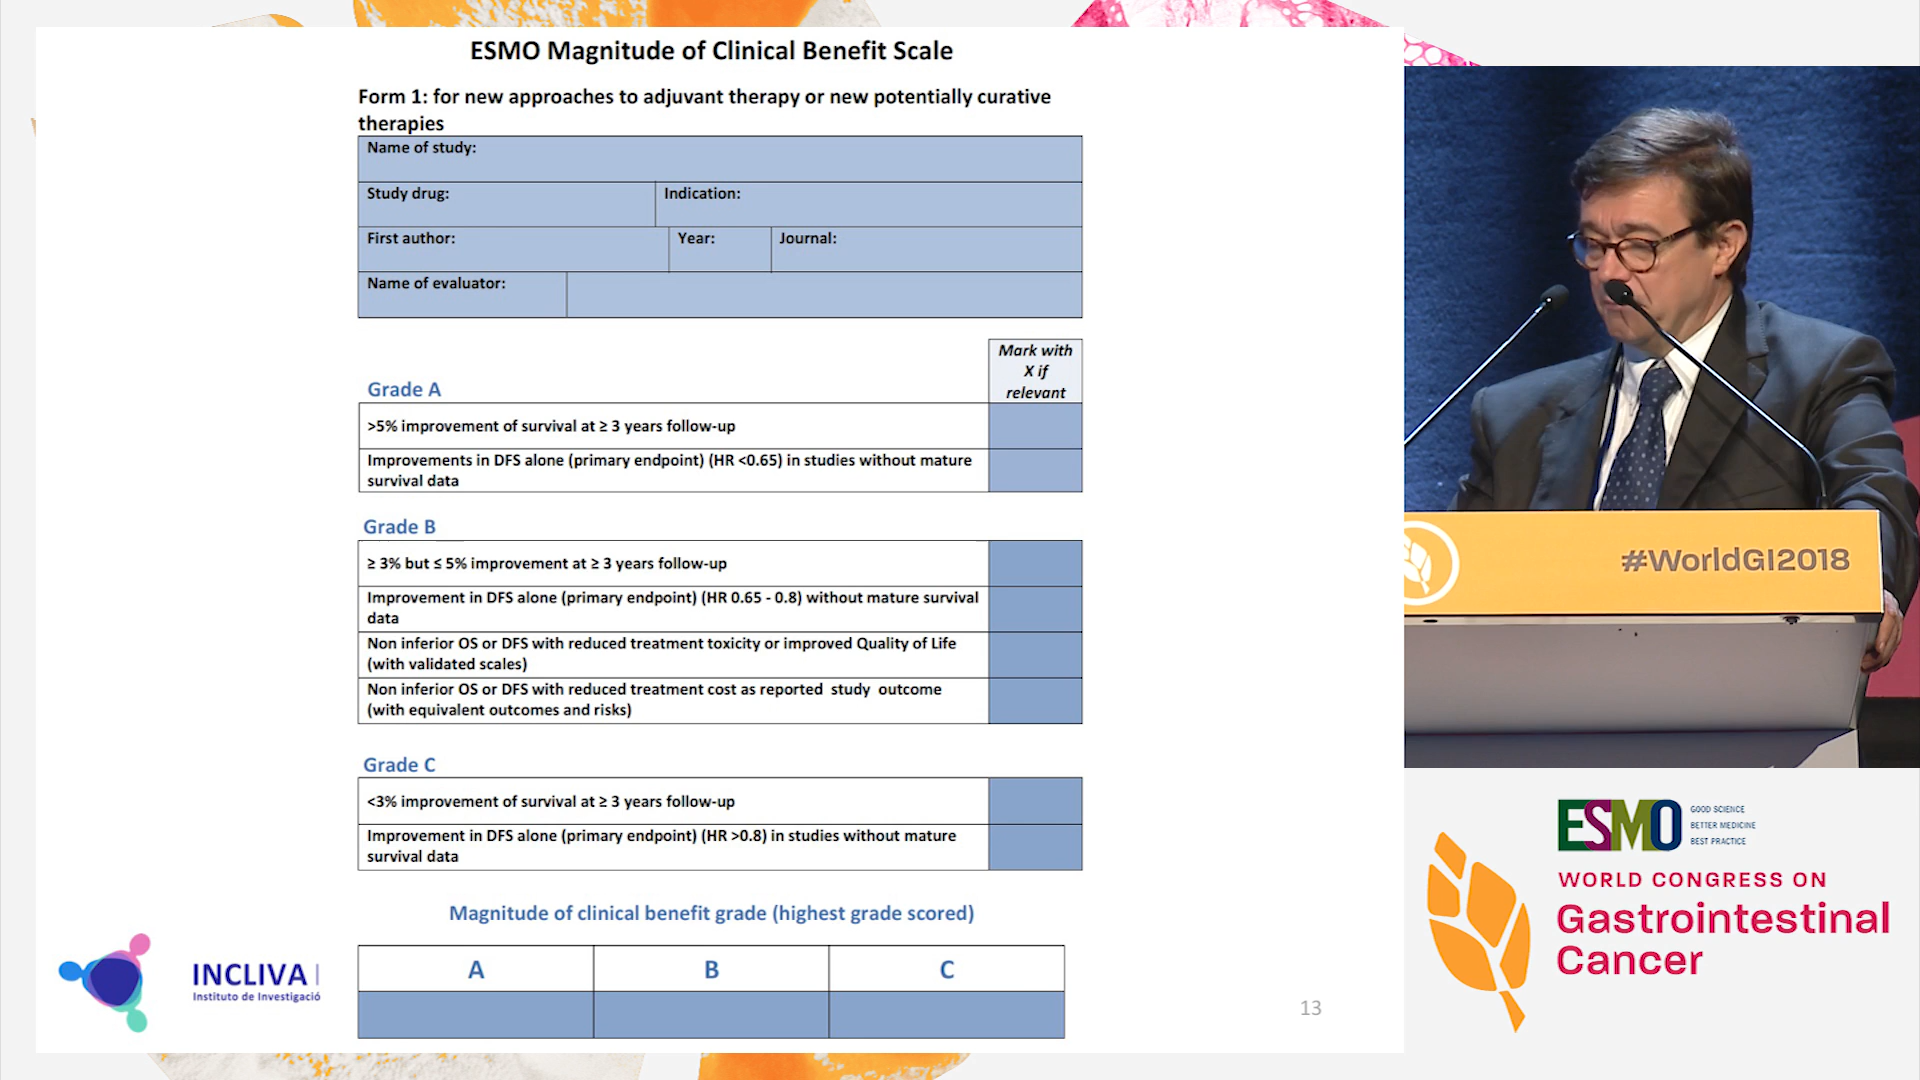 ESMO Magnitude of Clinical Benefit Scale
Form 1: for new approaches to adjuvant therapy or new potentially curative
therapies
Name of study:
Study drug:
Indication:
First author:
Year:
Journal:
Name of evaluator:
Mark with
X if
relevant
Grade A
>5% improvement of survival at ≥ 3 years follow-up
Improvements in DFS alone (primary endpoint) (HR <0.65) in studies without mature
survival data
Grade B
≥ 3% but ≤ 5% improvement at ≥ 3 years follow-up
Improvement in DFS alone (primary endpoint) (HR 0.65 - 0.8) without mature survival
data
Non inferior OS or DFS with reduced treatment toxicity or improved Quality of Life
(with validated scales)
Non inferior OS or DFS with reduced treatment cost as reported study outcome
(with equivalent outcomes and risks)
Grade C
<3% improvement of survival at ≥ 3 years follow-up
Improvement in DFS alone (primary endpoint) (HR >0.8) in studies without mature
survival data
Magnitude of clinical benefit grade (highest grade scored)
A
B
C
INCLIVA |
Instituto de Investigació
13
#WorldGI2018
ESMO
GOOD SCIENCE
BETTER MEDICINE
BEST PRACTICE
WORLD CONGRESS ON
Gastrointestinal
Cancer